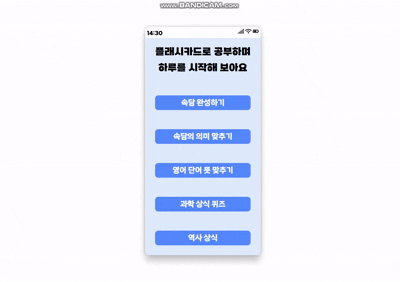 www.BANDICAM.com
14:30
플래시카드로 공부하며
하루를 시작해 보아요
속담 완성하기
속담의 의미 맞추기
영어 단어 뜻 맞추기
과학 상식 퀴즈
역사 상식